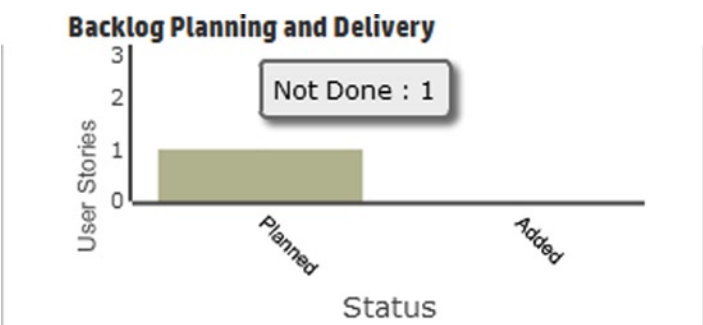 Backlog Planning and Delivery
3
Not Done : 1
2
User Stories
1
0
Planned
Added
Status